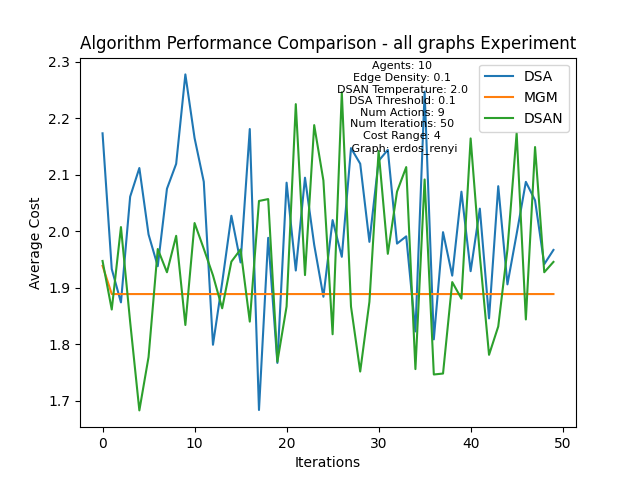 Algorithm Performance Comparison - all graphs Experiment
Agents: 10
Edge Density: 0.1
DSAN Temperature: 2.0
DSA Threshold: 0.1
Num Actions: 9
Num Iterations: 50
Cost Range: 4
Graph: erdos_renyi
DSA
MGM
DSAN
Average Cost
2.3
2.2
2.1
2.0
1.9
1.8
1.7
0 10 20 30 40 50
Iterations